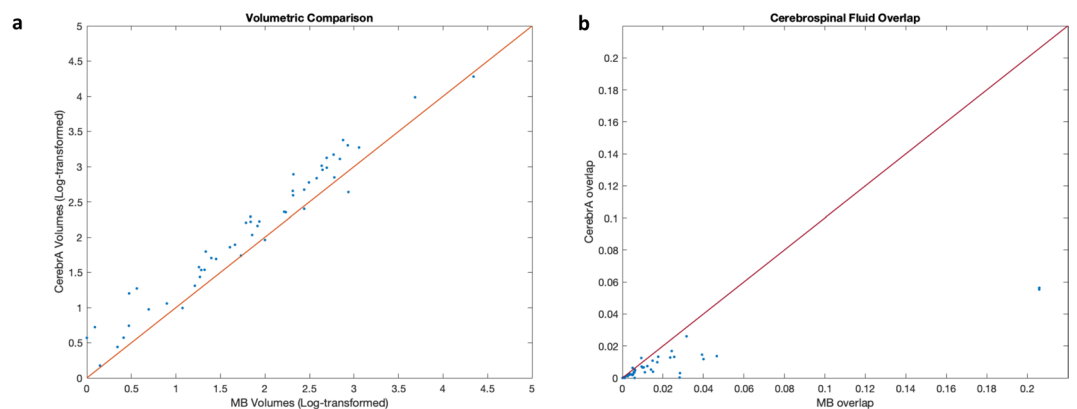 a
Volumetric Comparison
5
4.5
4
3.5
3
2.5
2
1.5
1
0.5
0
CerebrA Volumes (Log-transformed)
0 0.5 1 1.5 2 2.5 3 3.5 4 4.5 5
MB Volumes (Log-transformed)
b
Cerebrospinal Fluid Overlap
0.2
0.18
0.16
0.14
0.12
0.1
0.08
0.06
0.04
0.02
0
CerebrA overlap
0 0.02 0.04 0.06 0.08 0.1 0.12 0.14 0.16 0.18 0.2
MB overlap